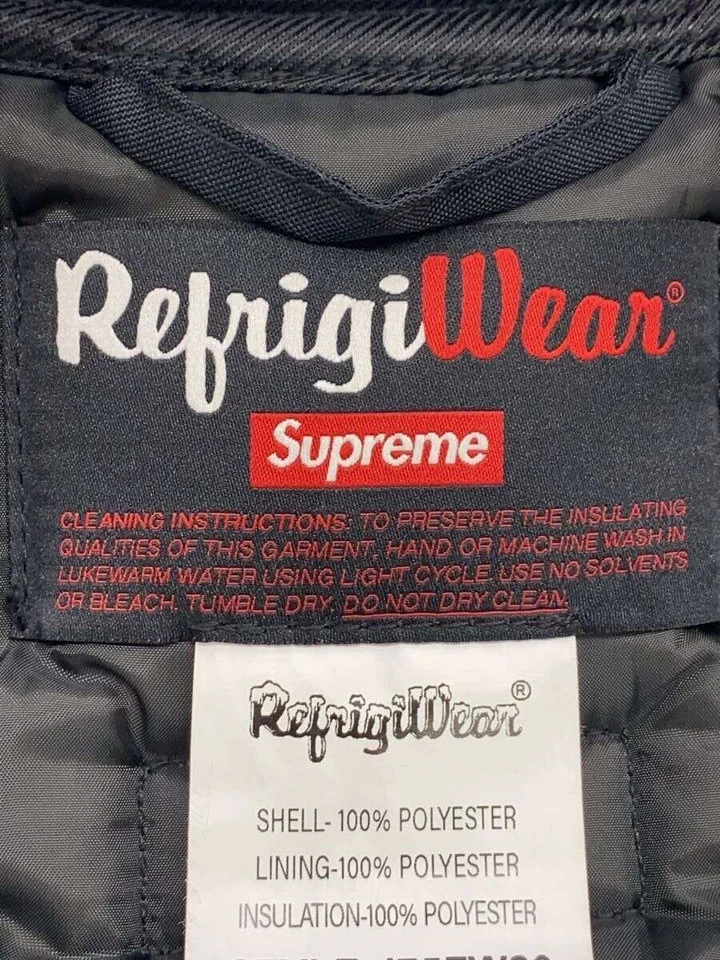 RefrigiWear®
Supreme
CLEANING INSTRUCTIONS: TO PRESERVE THE INSULATING
QUALITIES OF THIS GARMENT, HAND OR MACHINE WASH IN
LUKEWARM WATER USING LIGHT CYCLE. USE NO SOLVENTS
OR BLEACH. TUMBLE DRY. DO NOT DRY CLEAN.
RefrigiWear®
SHELL- 100% POLYESTER
LINING-100% POLYESTER
INSULATION-100% POLYESTER